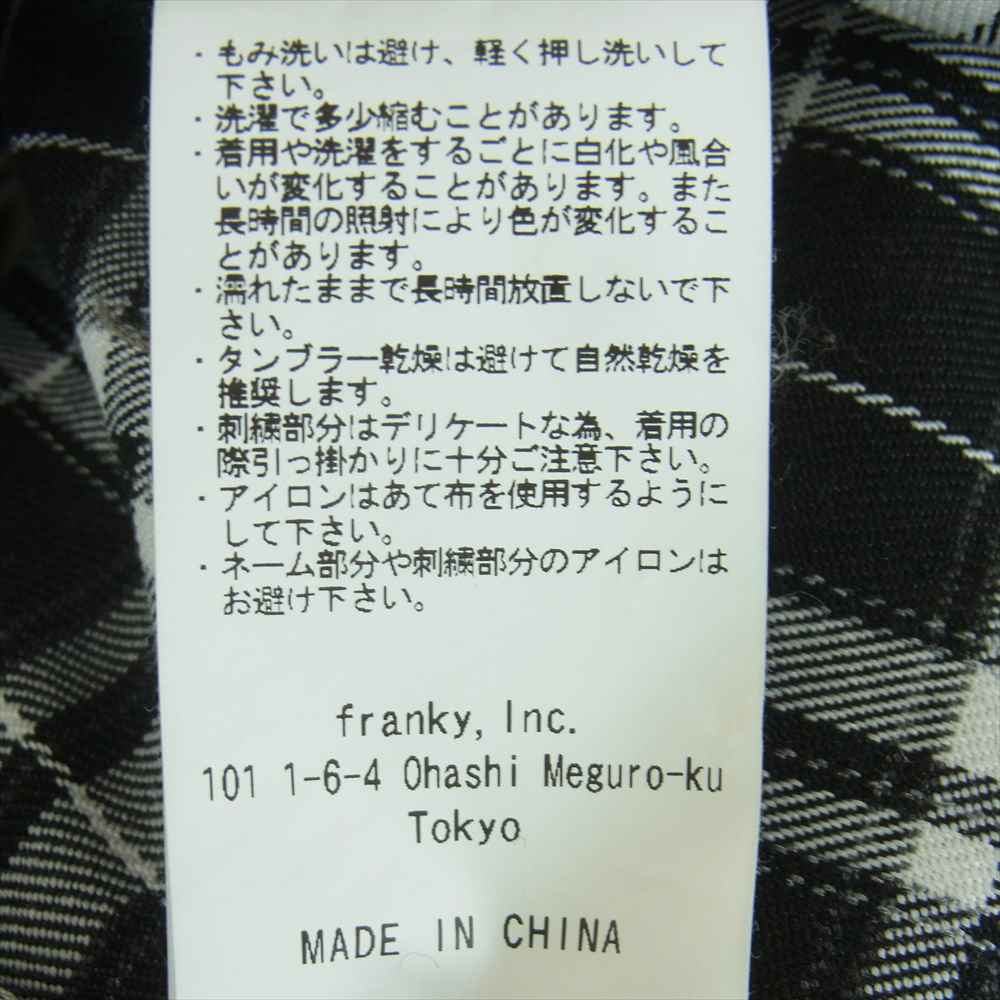 ・もみ洗いは避け、軽く押し洗いして
下さい。
・洗濯で多少縮むことがあります。
・着用や洗濯をするごとに白化や風合
いが変化することがあります。また
長時間の照射により色が変化するこ
とがあります。
・濡れたままで長時間放置しないで下
さい。
・タンブラー乾燥は避けて自然乾燥を
推奨します。
・刺繍部分はデリケートな為、着用の
際引っ掛かりに十分ご注意下さい。
・アイロンはあて布を使用するように
して下さい。
・ネーム部分や刺繍部分のアイロンは
お避け下さい。
franky, Inc.
101 1-6-4 Ohashi Meguro-ku
Tokyo
MADE IN CHINA